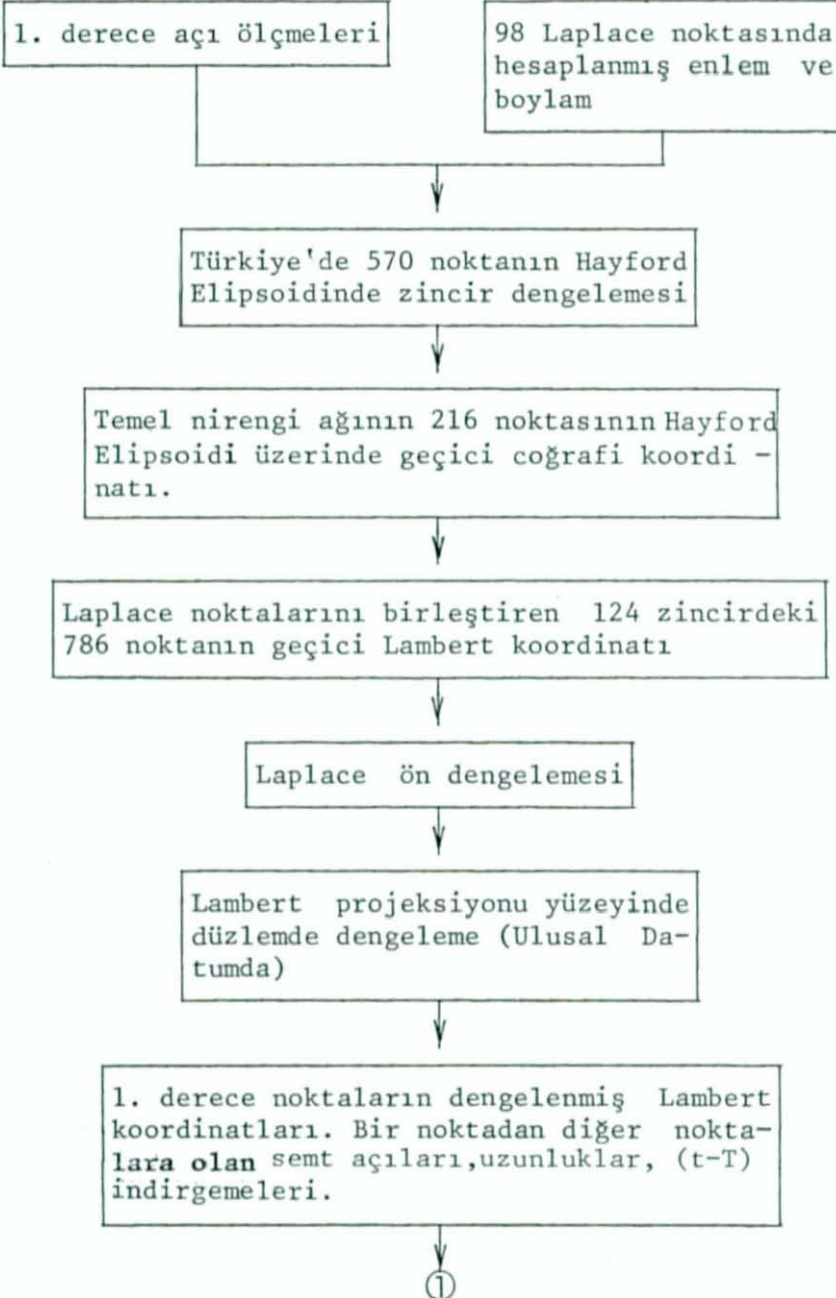 1. derece açı ölçmeleri
98 Laplace noktasında
hesaplanmış enlem ve
boylam
Türkiye'de 570 noktanın Hayford
Elipsoidinde zincir dengelemesi
Temel nirengi ağının 216 noktasının Hayford
Elipsoidi üzerinde geçici coğrafi koordi -
natı.
Laplace noktalarını birleştiren 124 zincirdeki
786 noktanın geçici Lambert koordinatı
Laplace ön dengelemesi
Lambert projeksiyonu yüzeyinde
düzlemde dengeleme (Ulusal Da-
tumda)
1. derece noktaların dengelenmiş Lambert
koordinatları. Bir noktadan diğer nokta-
lara olan semt açıları,uzunluklar, (t-T)
indirgemeleri.
①